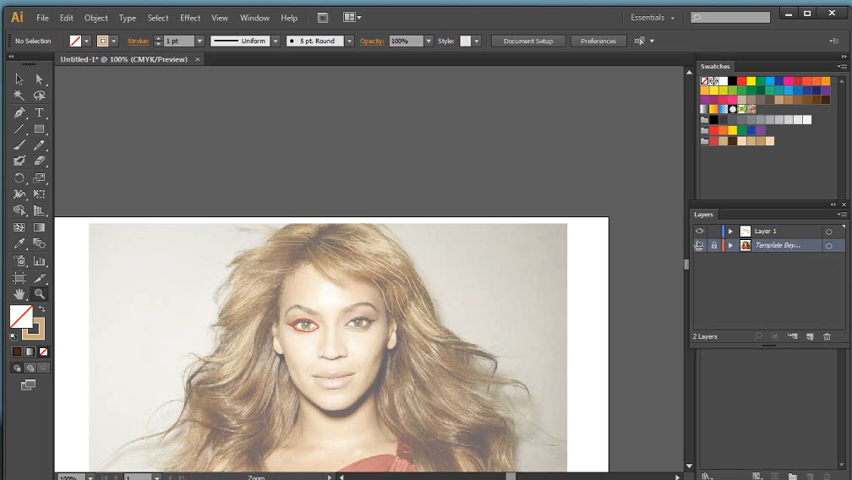 Ai File Edit Object Type Select Effect View Window Help Essentials
No Selection Stroke: 1 pt Uniform 5 pt. Round Opacity: 100% Style: Document Setup Preferences
Untitled-1* @ 100% (CMYK/Preview) ×
Swatches
Layers
Layer 1
Template Bey...
2 Layers
100% 1 Zoom